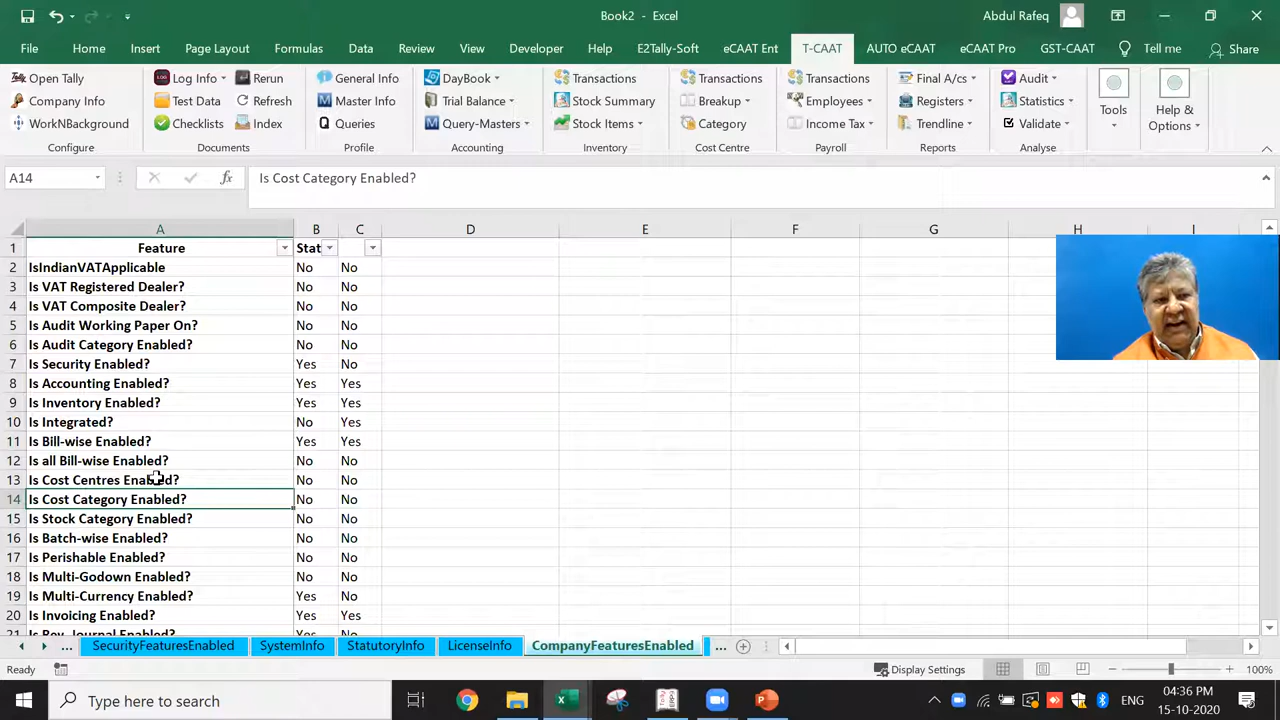 Book2 - Excel
Abdul Rafeq
File Home Insert Page Layout Formulas Data Review View Developer Help E2Tally-Soft eCAAT Ent T-CAAT AUTO eCAAT eCAAT Pro GST-CAAT Tell me Share
Open Tally Log Info Rerun General Info DayBook Transactions Transactions Transactions Final A/cs Audit
Company Info Test Data Refresh Master Info Trial Balance Stock Summary Breakup Employees Registers Statistics Tools Help &
WorkNBackground Checklists Index Queries Query-Masters Stock Items Category Income Tax Trendline Validate Options
Configure Documents Profile Accounting Inventory Cost Centre Payroll Reports Analyse
A14 fx Is Cost Category Enabled?
A B C D E F G H I
1 Feature Stat
2 IsIndianVATApplicable No No
3 Is VAT Registered Dealer? No No
4 Is VAT Composite Dealer? No No
5 Is Audit Working Paper On? No No
6 Is Audit Category Enabled? No No
7 Is Security Enabled? Yes No
8 Is Accounting Enabled? Yes Yes
9 Is Inventory Enabled? Yes Yes
10 Is Integrated? No Yes
11 Is Bill-wise Enabled? Yes Yes
12 Is all Bill-wise Enabled? No No
13 Is Cost Centres Enabled? No No
14 Is Cost Category Enabled? No No
15 Is Stock Category Enabled? No No
16 Is Batch-wise Enabled? No No
17 Is Perishable Enabled? No No
18 Is Multi-Godown Enabled? No No
19 Is Multi-Currency Enabled? Yes No
20 Is Invoicing Enabled? Yes Yes
21 Is Rev. Journal Enabled? Yes No
... SecurityFeaturesEnabled SystemInfo StatutoryInfo LicenseInfo CompanyFeaturesEnabled ...
Ready Display Settings 100%
Type here to search ENG 04:36 PM
15-10-2020